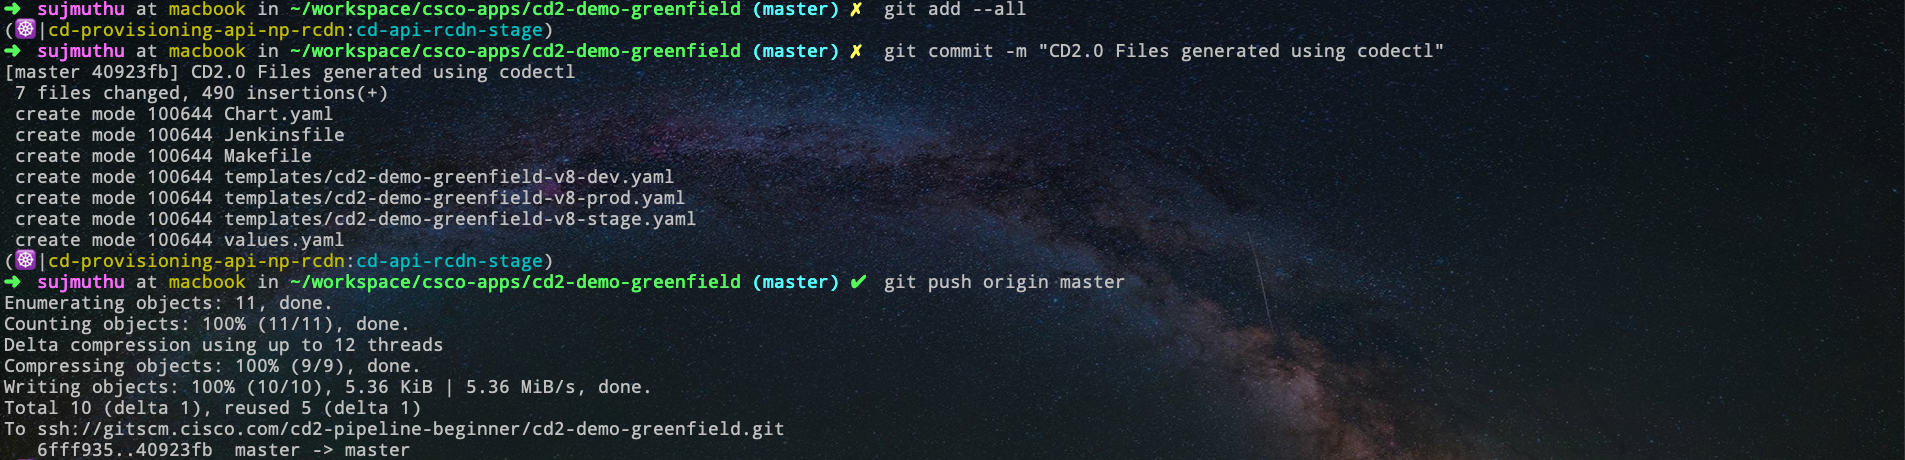 ➜ sujmuthu at macbook in ~/workspace/csco-apps/cd2-demo-greenfield (master) ✗ git add --all
(☸|cd-provisioning-api-np-rcdn:cd-api-rcdn-stage)
➜ sujmuthu at macbook in ~/workspace/csco-apps/cd2-demo-greenfield (master) ✗ git commit -m "CD2.0 Files generated using codectl"
[master 40923fb] CD2.0 Files generated using codectl
 7 files changed, 490 insertions(+)
 create mode 100644 Chart.yaml
 create mode 100644 Jenkinsfile
 create mode 100644 Makefile
 create mode 100644 templates/cd2-demo-greenfield-v8-dev.yaml
 create mode 100644 templates/cd2-demo-greenfield-v8-prod.yaml
 create mode 100644 templates/cd2-demo-greenfield-v8-stage.yaml
 create mode 100644 values.yaml
(☸|cd-provisioning-api-np-rcdn:cd-api-rcdn-stage)
➜ sujmuthu at macbook in ~/workspace/csco-apps/cd2-demo-greenfield (master) ✔ git push origin master
Enumerating objects: 11, done.
Counting objects: 100% (11/11), done.
Delta compression using up to 12 threads
Compressing objects: 100% (9/9), done.
Writing objects: 100% (10/10), 5.36 KiB | 5.36 MiB/s, done.
Total 10 (delta 1), reused 5 (delta 1)
To ssh://gitscm.cisco.com/cd2-pipeline-beginner/cd2-demo-greenfield.git
   6fff935..40923fb  master -> master